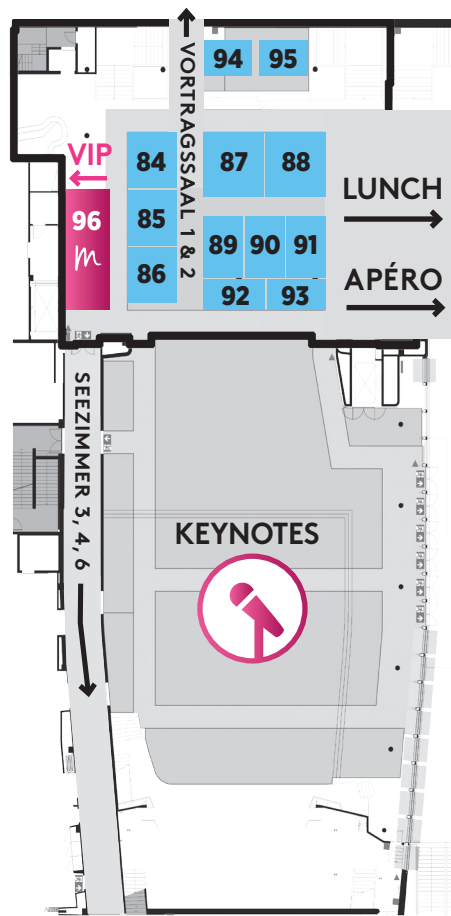 94 95
VORTRAGSSAAL 1 & 2
VIP
84 87 88
LUNCH
96 85
m
89 90 91
86
APÉRO
92 93
SEEZIMMER 3, 4, 6
KEYNOTES